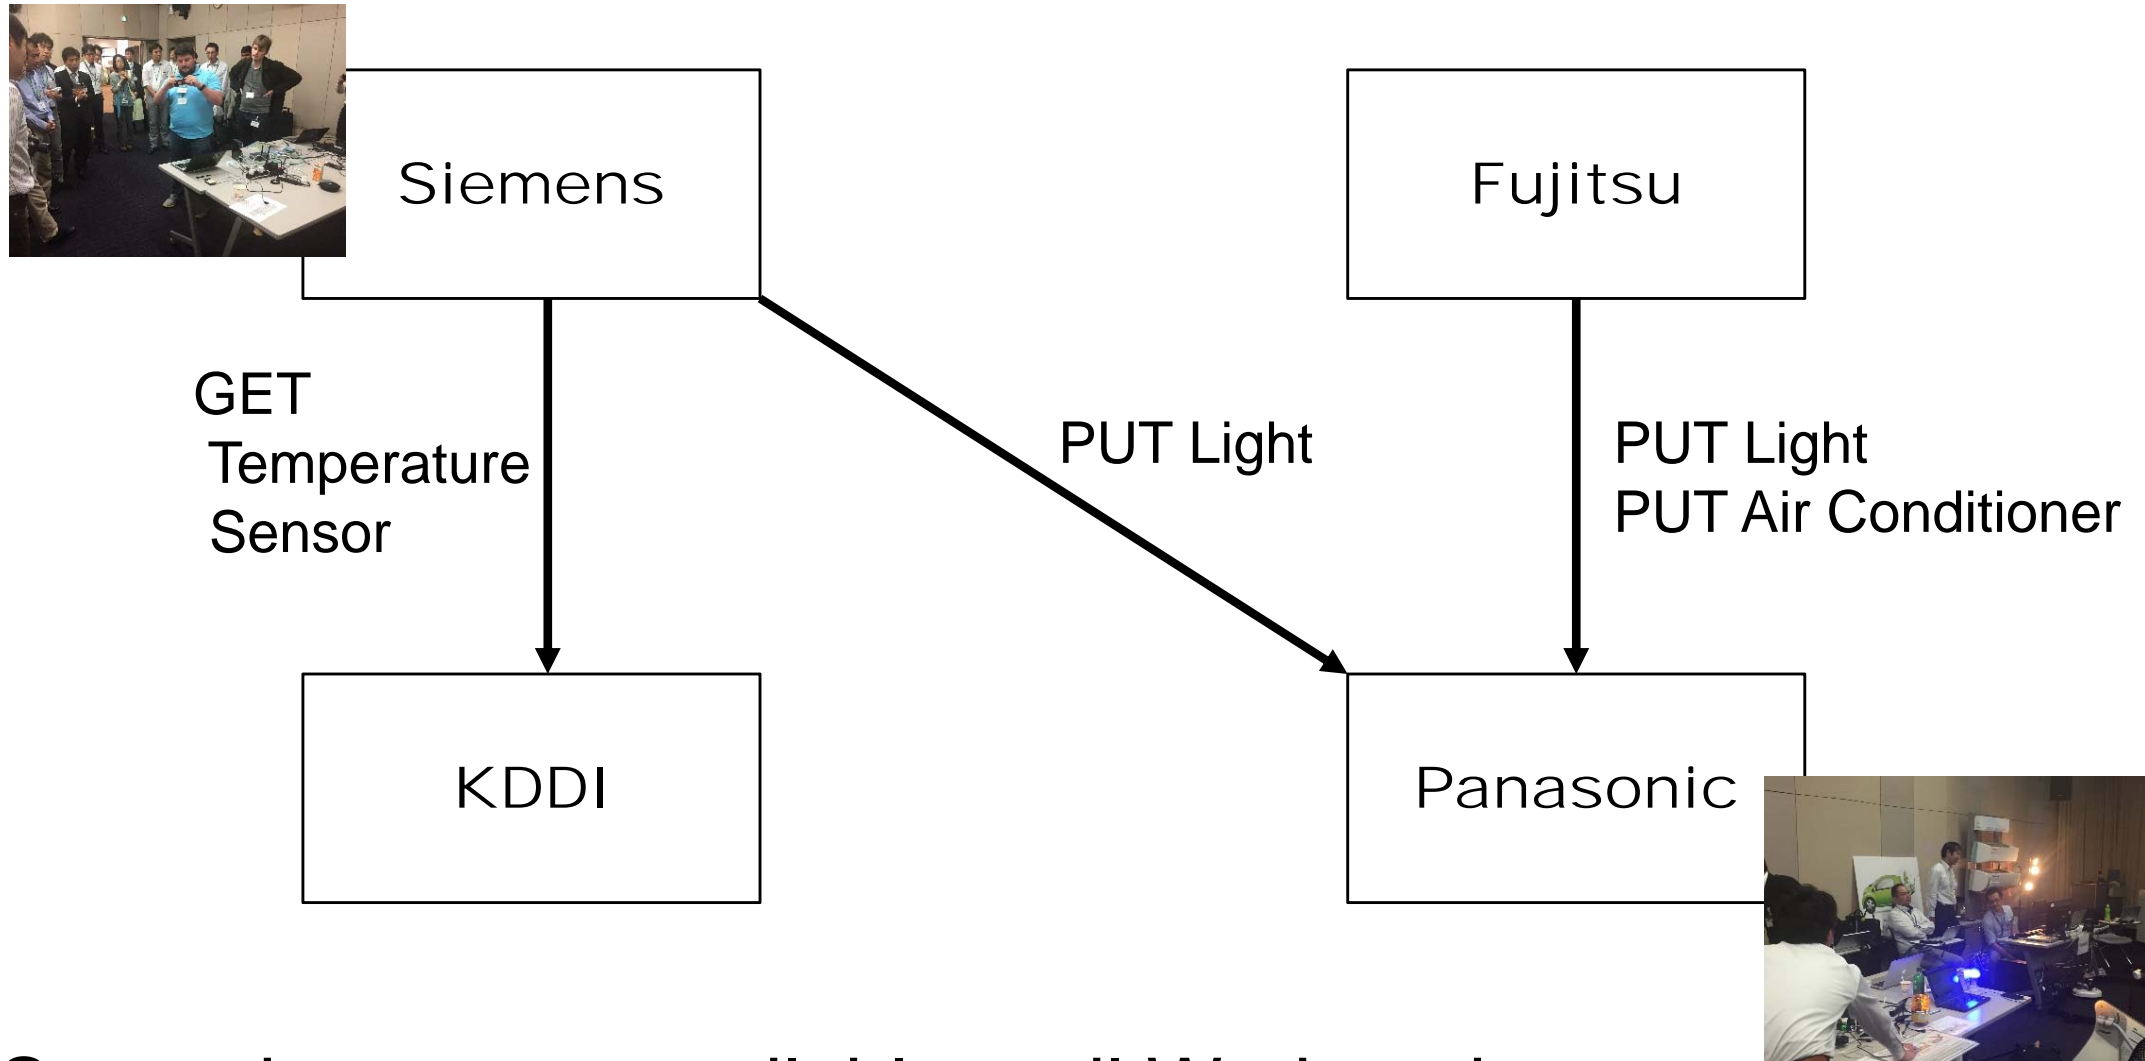 Siemens
Fujitsu
GET
Temperature
Sensor
PUT Light
PUT Light
PUT Air Conditioner
KDDI
Panasonic